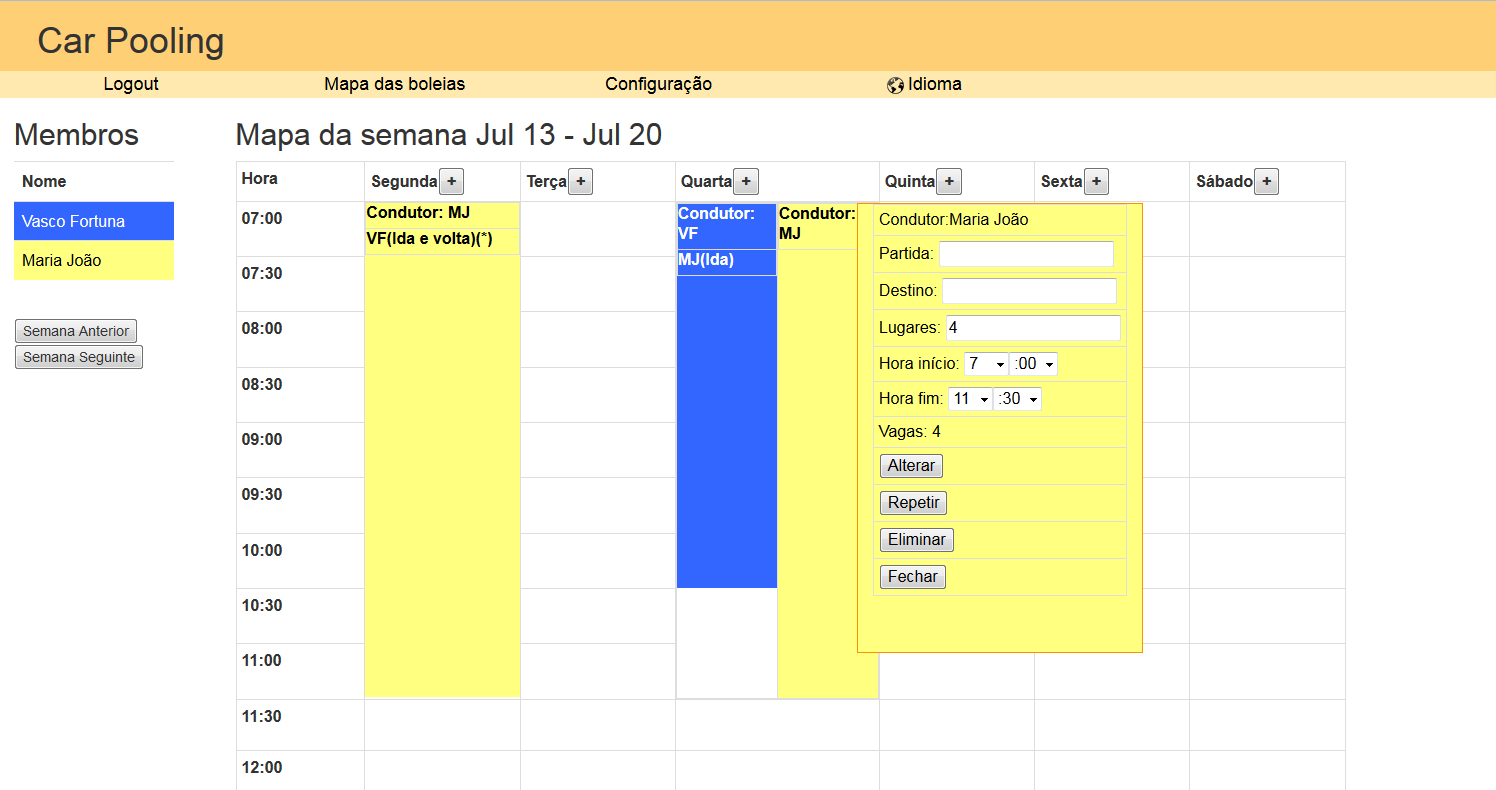 Car Pooling
Logout Mapa das boleias Configuração Idioma
Membros
Nome
Vasco Fortuna
Maria João
Semana Anterior
Semana Seguinte
Mapa da semana Jul 13 - Jul 20
Hora Segunda + Terça + Quarta + Quinta + Sexta + Sábado +
07:00
07:30
08:00
08:30
09:00
09:30
10:00
10:30
11:00
11:30
12:00
Condutor: MJ
VF(Ida e volta)(*)
Condutor:
VF
MJ(Ida)
Condutor:
MJ
Condutor:Maria João
Partida:
Destino:
Lugares: 4
Hora início: 7 :00
Hora fim: 11 :30
Vagas: 4
Alterar
Repetir
Eliminar
Fechar